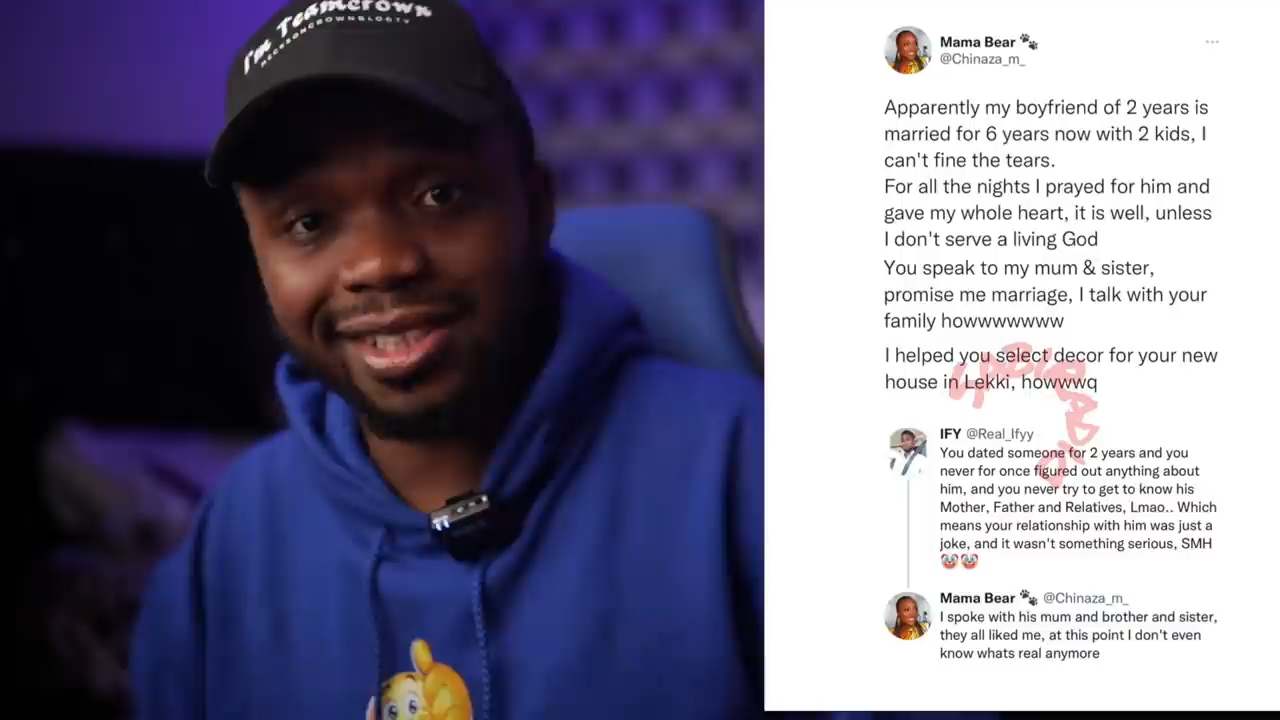 I'm Teamcrown
Mama Bear 🐾
@Chinaza_m_
Apparently my boyfriend of 2 years is
married for 6 years now with 2 kids, I
can't fine the tears.
For all the nights I prayed for him and
gave my whole heart, it is well, unless
I don't serve a living God
You speak to my mum & sister,
promise me marriage, I talk with your
family howwwwwww
I helped you select decor for your new
house in Lekki, howwwq
IFY @Real_Ifyy
You dated someone for 2 years and you
never for once figured out anything about
him, and you never try to get to know his
Mother, Father and Relatives, Lmao.. Which
means your relationship with him was just a
joke, and it wasn't something serious, SMH
🤡🤡
Mama Bear 🐾 @Chinaza_m_
I spoke with his mum and brother and sister,
they all liked me, at this point I don't even
know whats real anymore